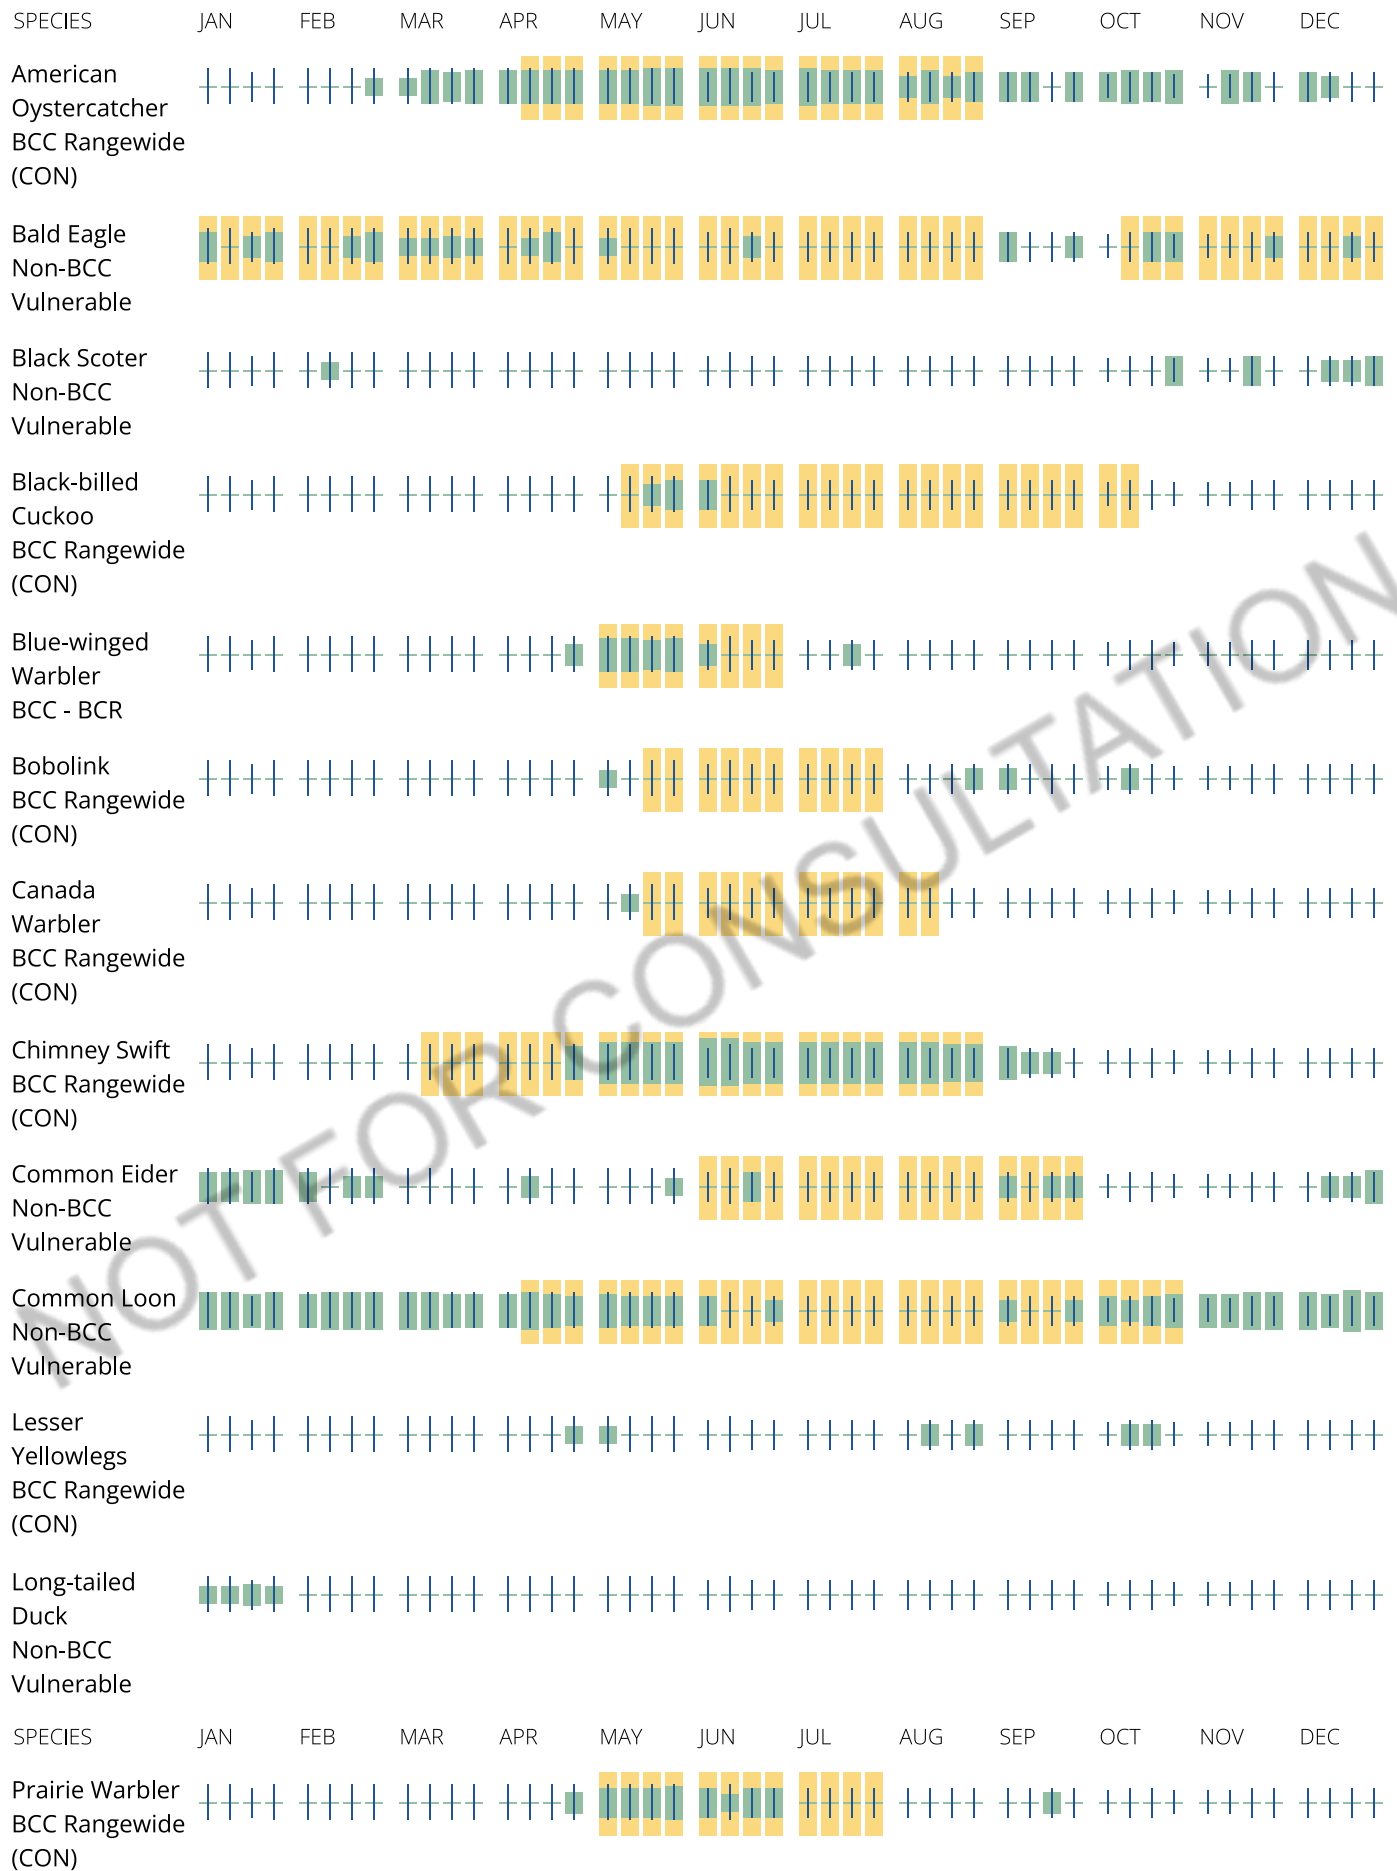 SPECIES JAN FEB MAR APR MAY JUN JUL AUG SEP OCT NOV DEC
American
Oystercatcher
BCC Rangewide
(CON)
Bald Eagle
Non-BCC
Vulnerable
Black Scoter
Non-BCC
Vulnerable
Black-billed
Cuckoo
BCC Rangewide
(CON)
Blue-winged
Warbler
BCC - BCR
Bobolink
BCC Rangewide
(CON)
Canada
Warbler
BCC Rangewide
(CON)
Chimney Swift
BCC Rangewide
(CON)
Common Eider
Non-BCC
Vulnerable
Common Loon
Non-BCC
Vulnerable
Lesser
Yellowlegs
BCC Rangewide
(CON)
Long-tailed
Duck
Non-BCC
Vulnerable
SPECIES JAN FEB MAR APR MAY JUN JUL AUG SEP OCT NOV DEC
Prairie Warbler
BCC Rangewide
(CON)
NOT FOR CONSULTATION